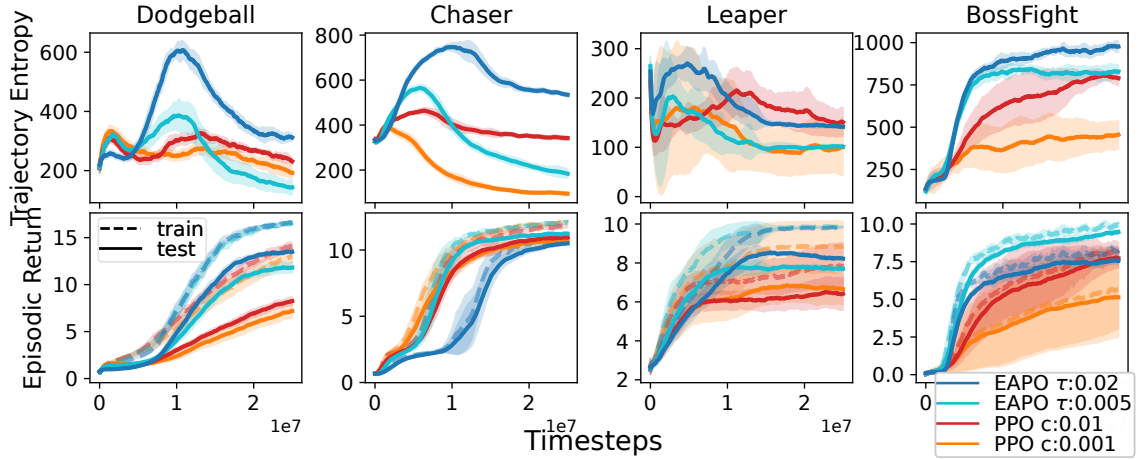 Dodgeball
Chaser
Leaper
BossFight
Trajectory Entropy
600
400
200
800
600
400
200
300
200
100
0
1000
750
500
250
Episodic Return
train
test
15
10
5
0
10
5
0
10
8
6
4
2
10.0
7.5
5.0
2.5
0.0
0 1 2
1e7
0 1 2
1e7
0 1 2
1e7
0
Timesteps
EAPO τ:0.02
EAPO τ:0.005
PPO c:0.01
PPO c:0.001